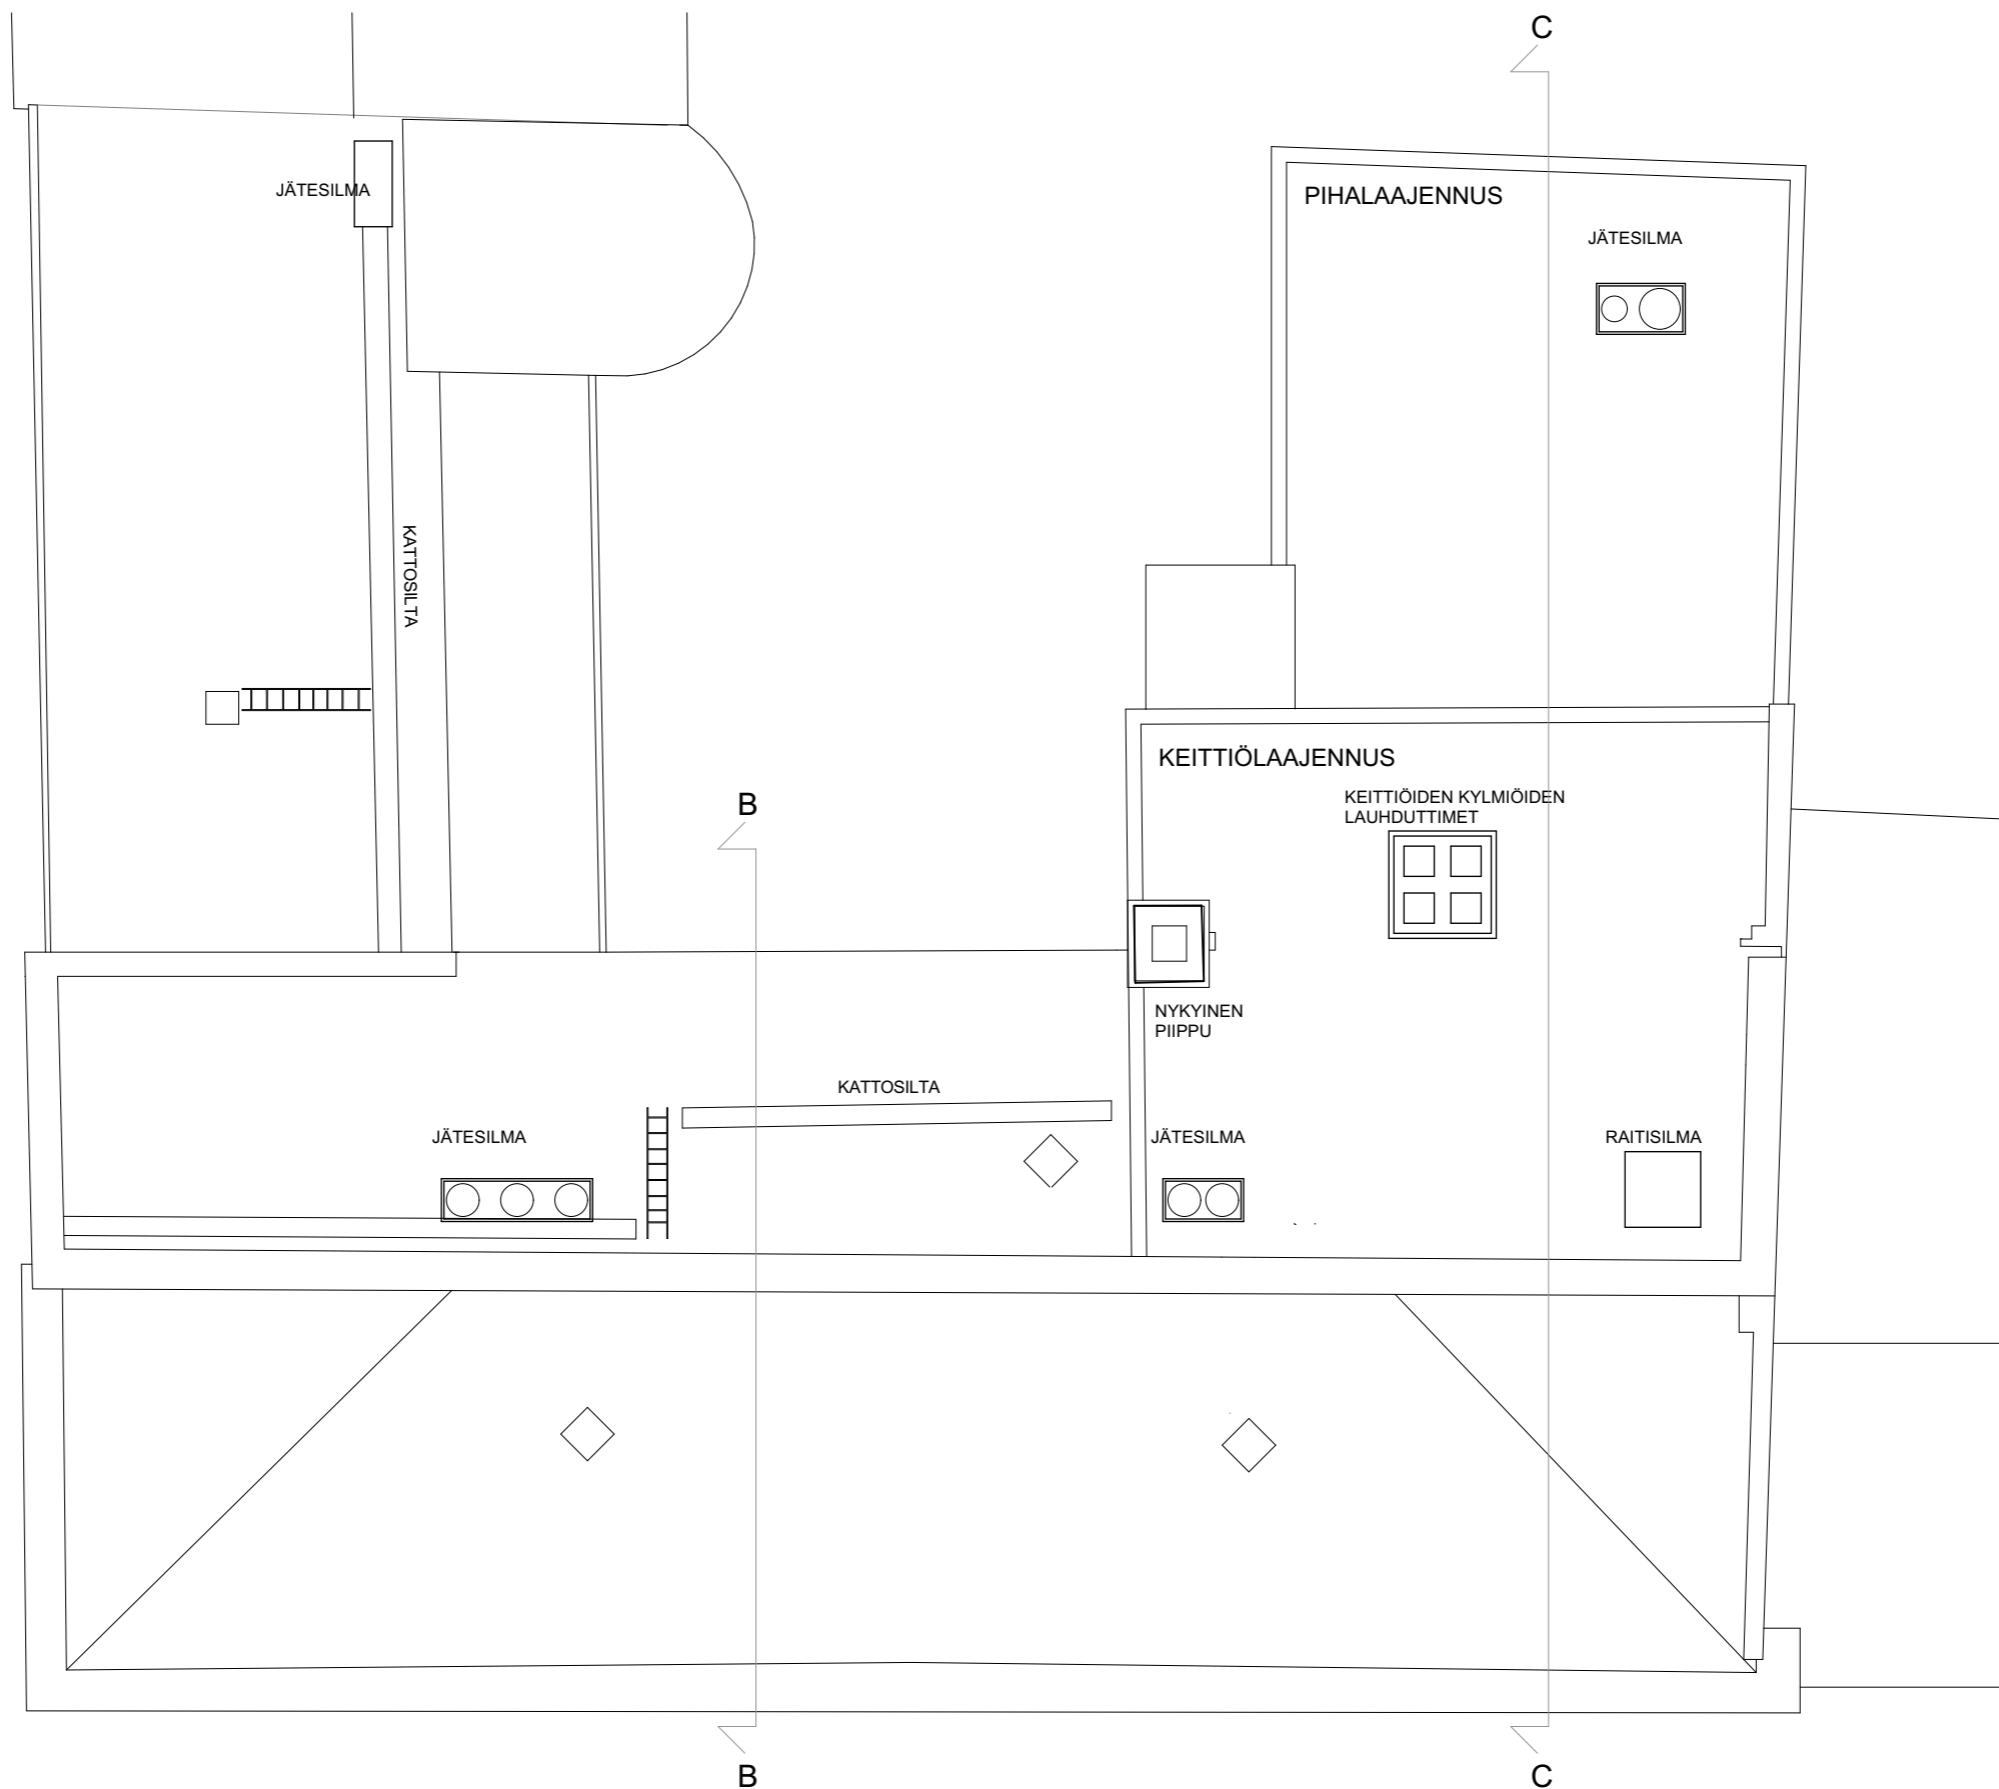 C
JÄTESILMA
PIHALAAJENNUS
JÄTESILMA
KATTOSILTA
KEITTIÖLAAJENNUS
KEITTIÖIDEN KYLMIÖIDEN
LAUHDUTTIMET
B
NYKYINEN
PIIPPU
KATTOSILTA
JÄTESILMA
JÄTESILMA
RAITISILMA
B
C